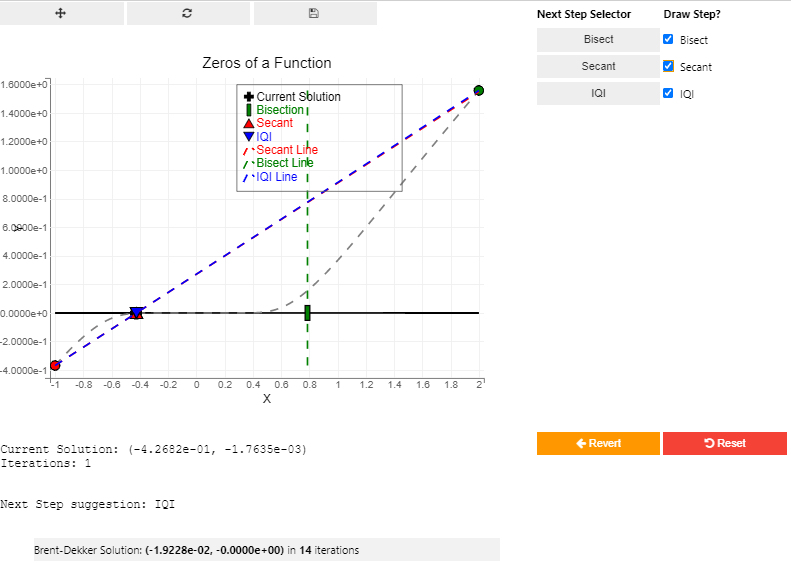 Next Step Selector Draw Step?
Bisect Bisect
Secant Secant
IQI IQI
Zeros of a Function
Current Solution
Bisection
Secant
IQI
Secant Line
Bisect Line
IQI Line
1.6000e+0
1.4000e+0
1.2000e+0
1.0000e+0
8.0000e-1
6.0000e-1
4.0000e-1
2.0000e-1
0.0000e+0
-2.0000e-1
-4.0000e-1
Y
-1 -0.8 -0.6 -0.4 -0.2 0 0.2 0.4 0.6 0.8 1 1.2 1.4 1.6 1.8 2
X
Revert Reset
Current Solution: (-4.2682e-01, -1.7635e-03)
Iterations: 1
Next Step suggestion: IQI
Brent-Dekker Solution: (-1.9228e-02, -0.0000e+00) in 14 iterations